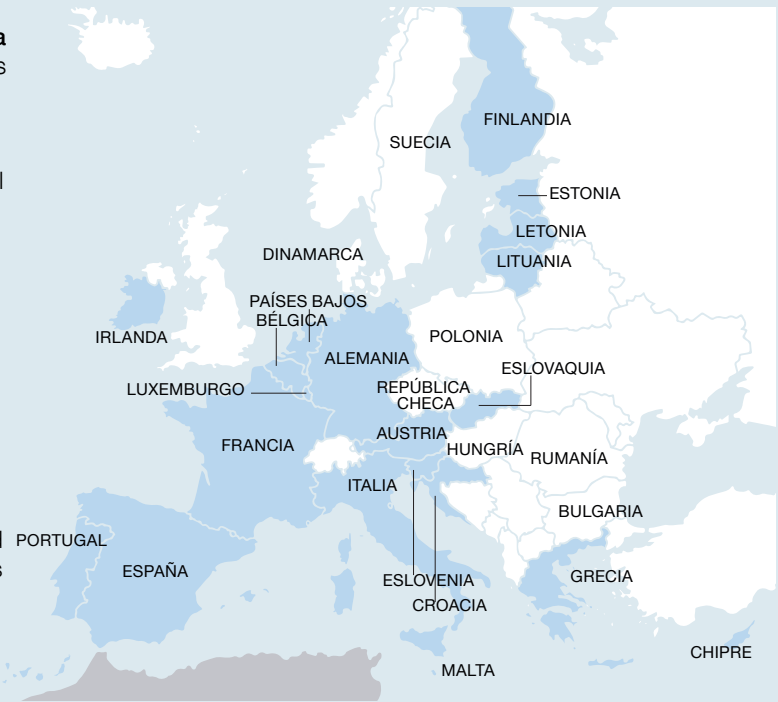 a
s
FINLANDIA
SUECIA
l
ESTONIA
LETONIA
DINAMARCA
LITUANIA
PAÍSES BAJOS
BÉLGICA
IRLANDA
POLONIA
ALEMANIA
ESLOVAQUIA
LUXEMBURGO
REPÚBLICA
CHECA
AUSTRIA
FRANCIA
HUNGRÍA
RUMANÍA
ITALIA
BULGARIA
l
PORTUGAL
s
ESPAÑA
ESLOVENIA
GRECIA
CROACIA
CHIPRE
MALTA